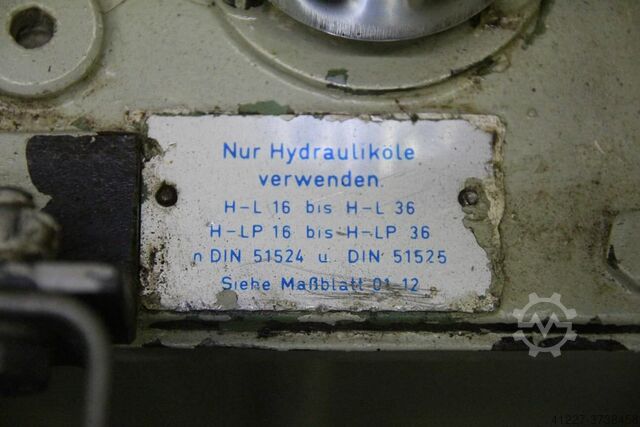 Nur Hydrauliköle
verwenden.
H-L 16 bis H-L 36
H-LP 16 bis H-LP 36
n DIN 51524 u. DIN 51525
Siehe Maßblatt 01-12
41227-3738458